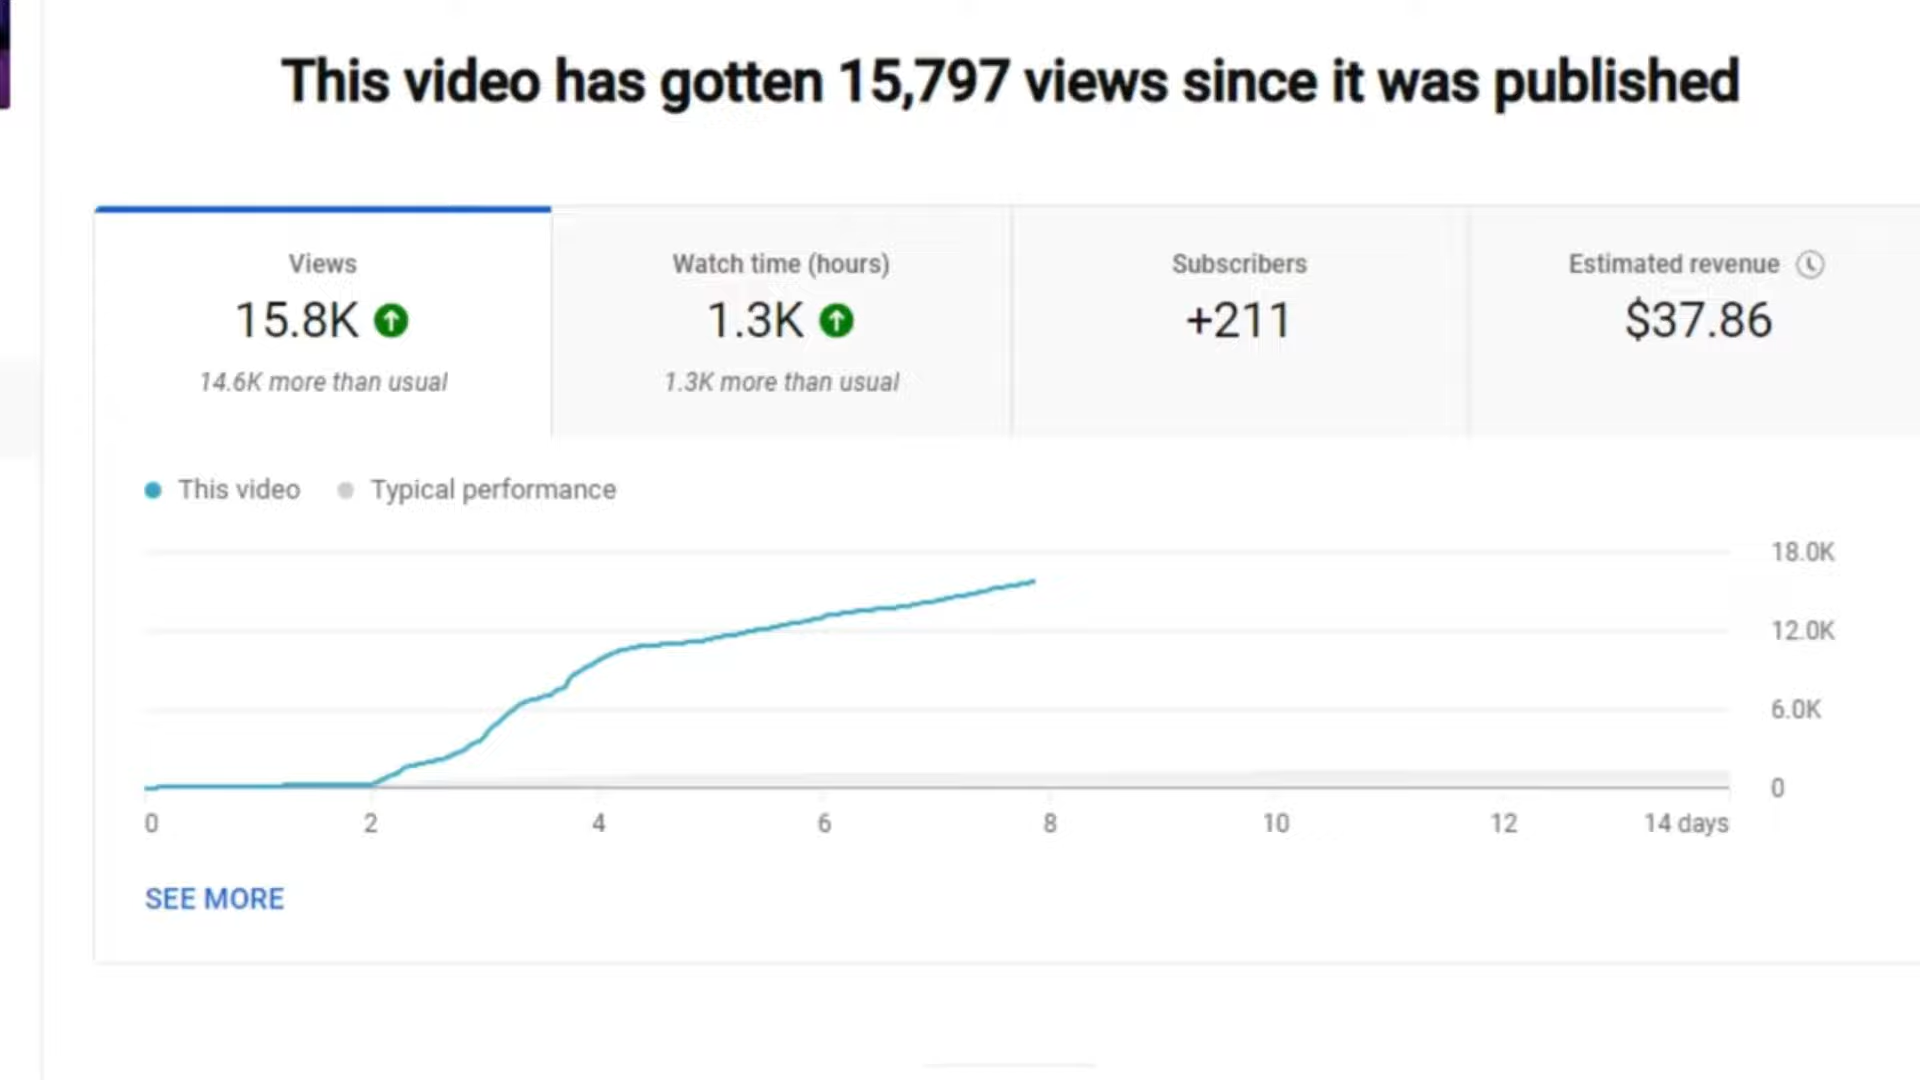 This video has gotten 15,797 views since it was published
Views
15.8K
14.6K more than usual
Watch time (hours)
1.3K
1.3K more than usual
Subscribers
+211
Estimated revenue
$37.86
This video
Typical performance
18.0K
12.0K
6.0K
0
0 2 4 6 8 10 12 14 days
SEE MORE